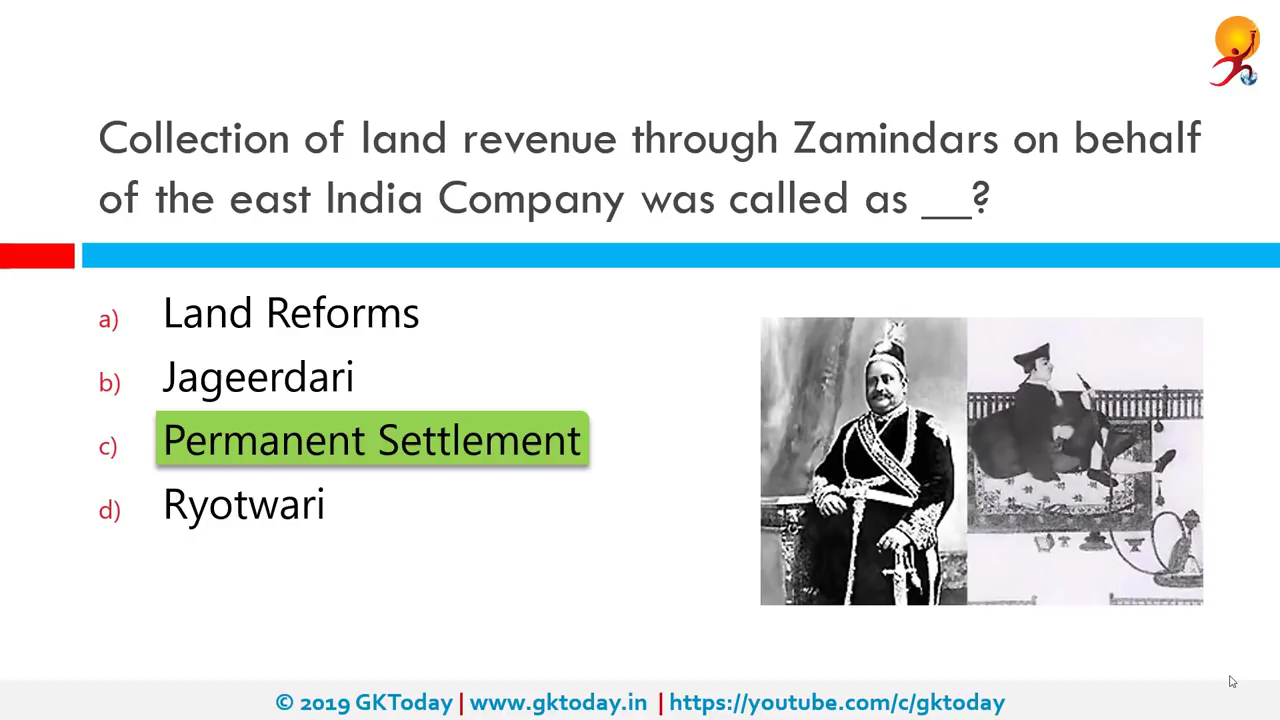 Collection of land revenue through Zamindars on behalf
of the east India Company was called as __?
a) Land Reforms
b) Jageerdari
c) Permanent Settlement
d) Ryotwari
© 2019 GKToday | www.gktoday.in | https://youtube.com/c/gktoday